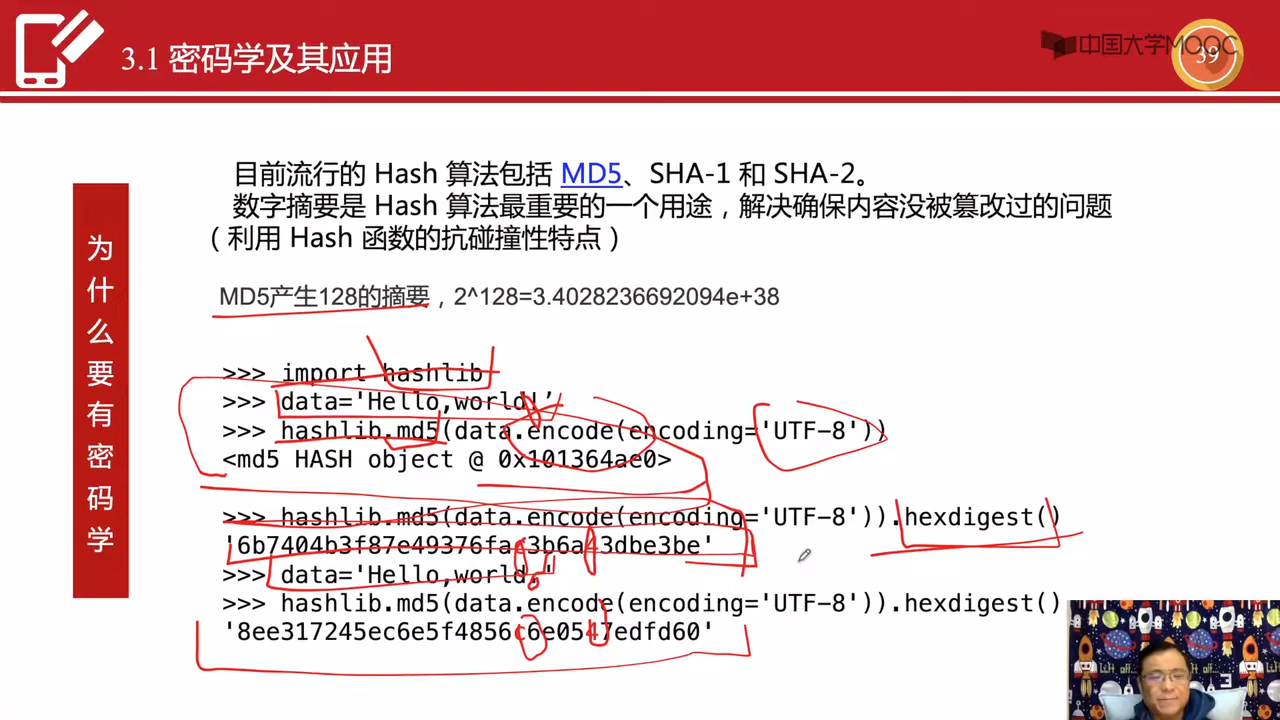 3.1 密码学及其应用
中国大学MOOC
39
为什么要有密码学
目前流行的 Hash 算法包括 MD5、SHA-1 和 SHA-2。
数字摘要是 Hash 算法最重要的一个用途，解决确保内容没被篡改过的问题
（利用 Hash 函数的抗碰撞性特点）
MD5产生128的摘要，2^128=3.4028236692094e+38
>>> import hashlib
>>> data='Hello,world!’
>>> hashlib.md5(data.encode(encoding='UTF-8'))
<md5 HASH object @ 0x101364ae0>
>>> hashlib.md5(data.encode(encoding='UTF-8')).hexdigest()
>>> data='Hello,world.'
>>> hashlib.md5(data.encode(encoding='UTF-8')).hexdigest()
'8ee317245ec6e5f4856c6e0547edfd60'